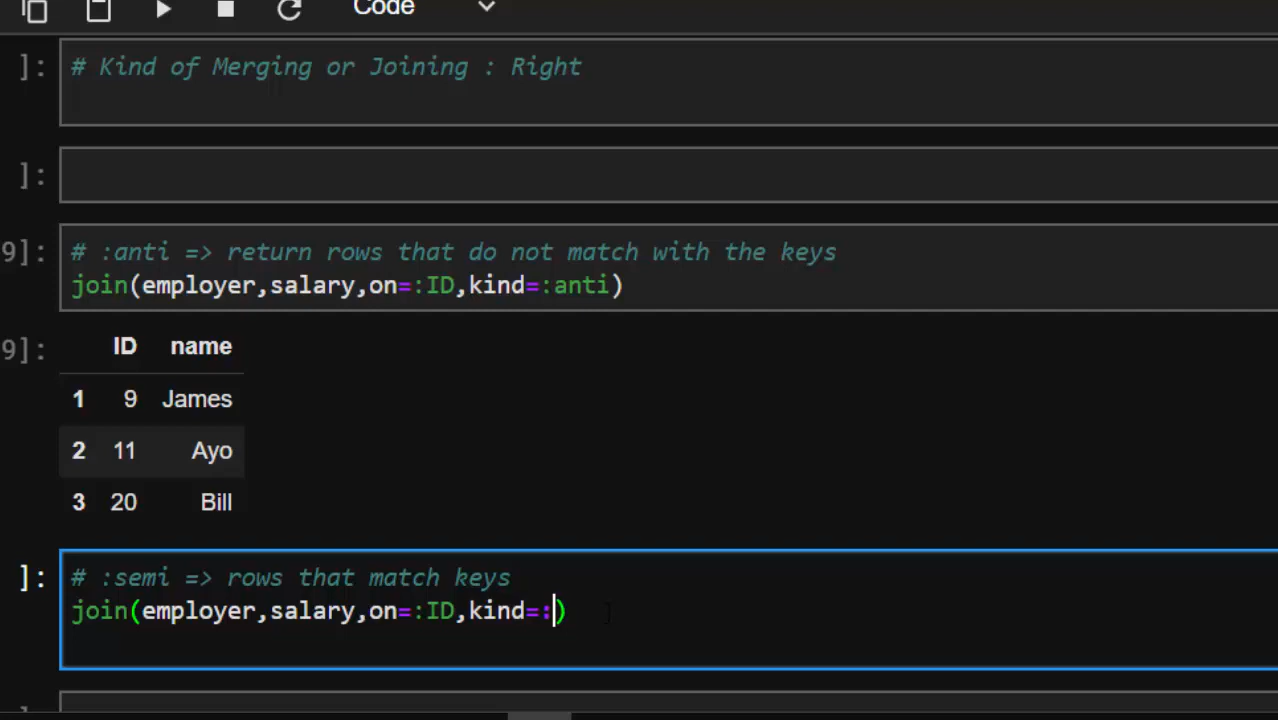 Code
]: # Kind of Merging or Joining : Right
]:
9]: # :anti => return rows that do not match with the keys
join(employer,salary,on=:ID,kind=:anti)
9]: ID name
1 9 James
2 11 Ayo
3 20 Bill
]: # :semi => rows that match keys
join(employer,salary,on=:ID,kind=:)